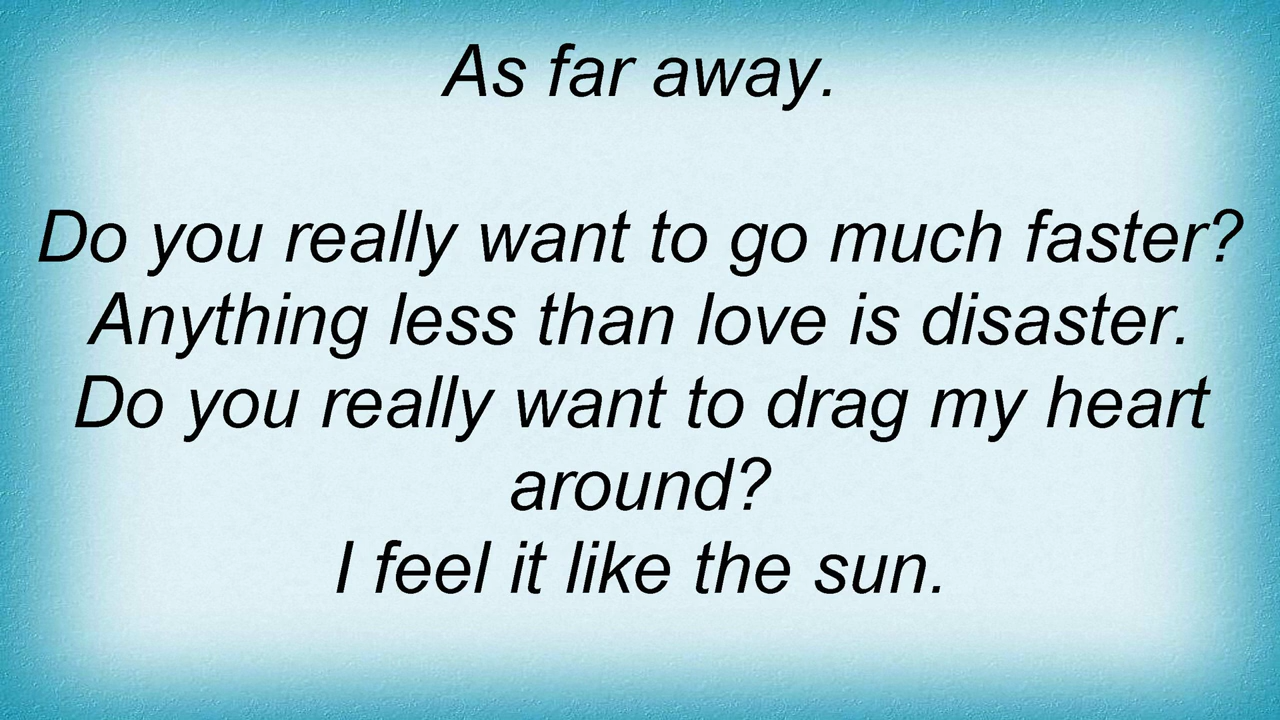 As far away.
Do you really want to go much faster?
Anything less than love is disaster.
Do you really want to drag my heart
around?
I feel it like the sun.